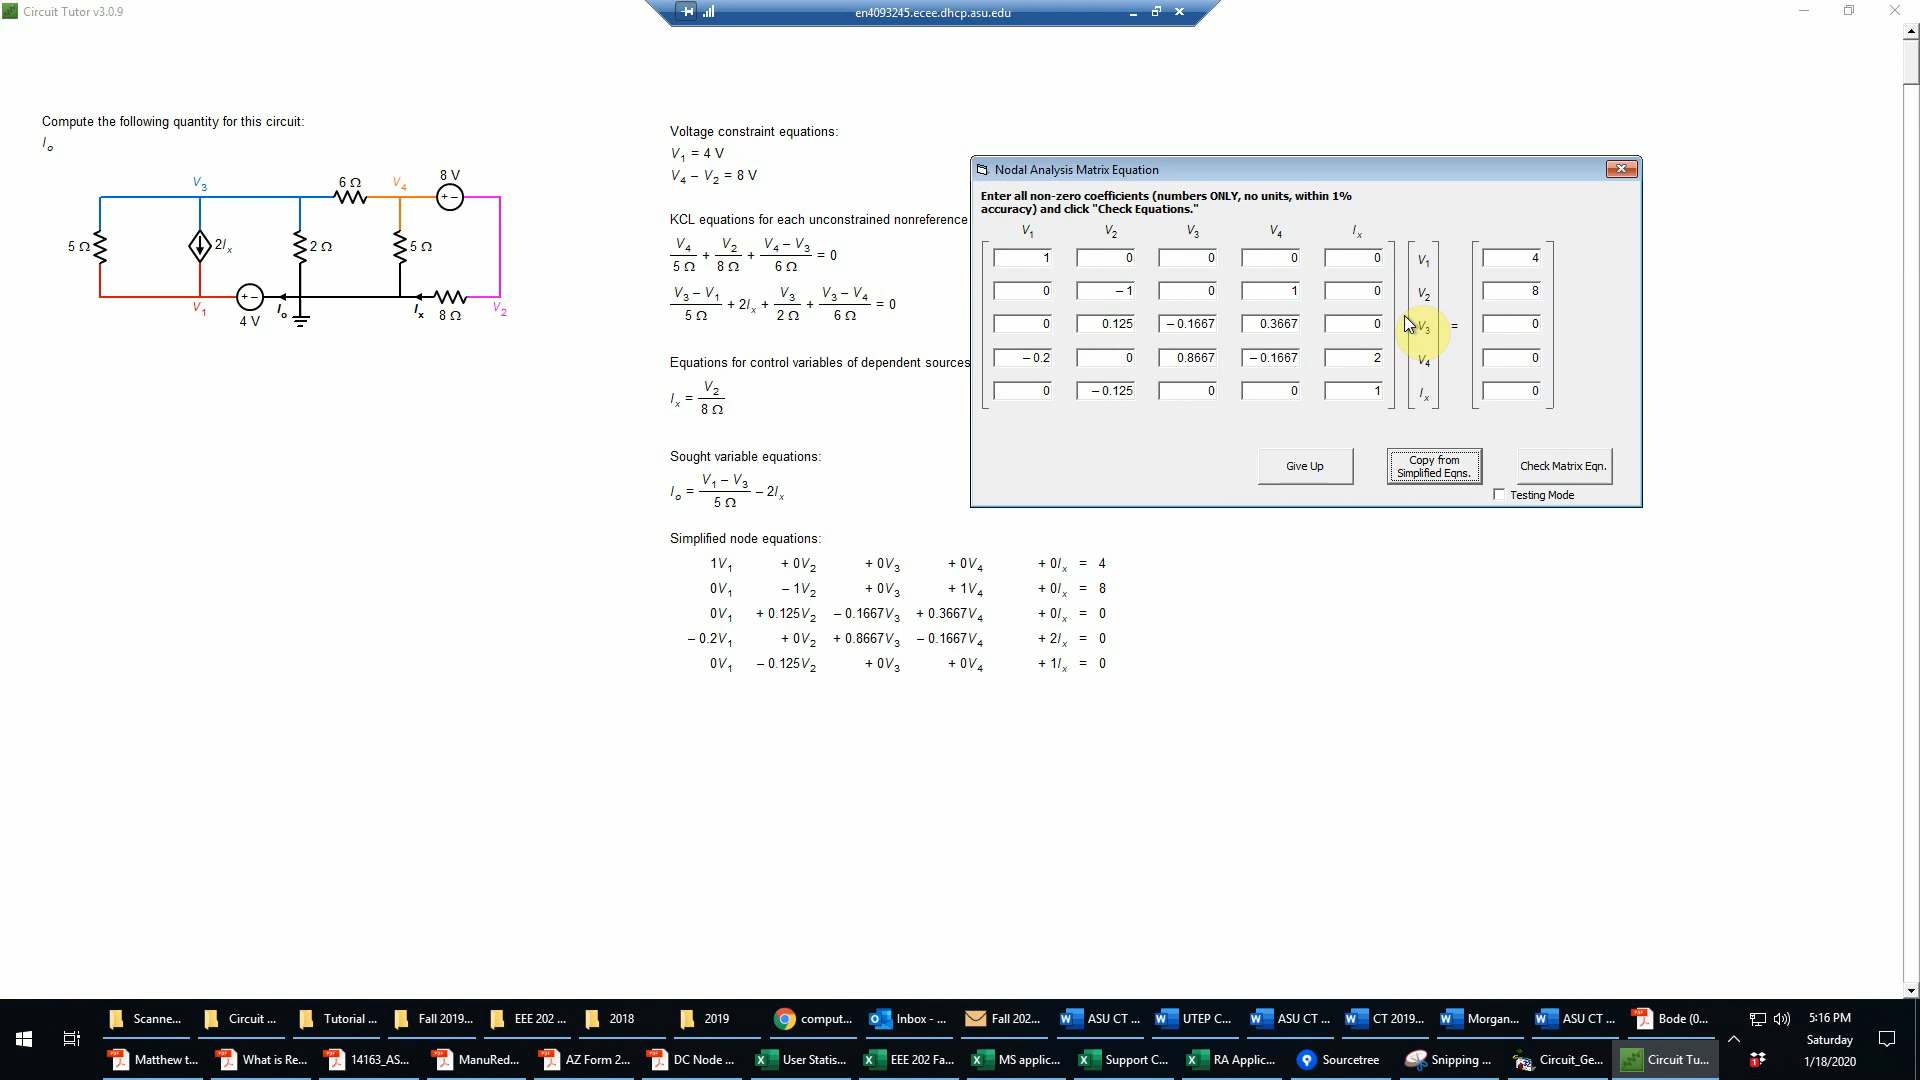 Circuit Tutor v3.0.9
en4093245.ecee.dhcp.asu.edu
Compute the following quantity for this circuit:
Iₒ
6 Ω
8 V
V₃
V₄
+ −
5 Ω
2Iₓ
2 Ω
5 Ω
+ −
V₁
4 V
Iₒ
Iₓ
8 Ω
V₂
Voltage constraint equations:
V₁ = 4 V
V₄ − V₂ = 8 V
KCL equations for each unconstrained nonreference
V₄/5 Ω + V₂/8 Ω + (V₄ − V₃)/6 Ω = 0
(V₃ − V₁)/5 Ω + 2Iₓ + V₃/2 Ω + (V₃ − V₄)/6 Ω = 0
Equations for control variables of dependent sources
Iₓ = V₂/8 Ω
Sought variable equations:
Iₒ = (V₁ − V₃)/5 Ω − 2Iₓ
Simplified node equations:
1V₁ + 0V₂ + 0V₃ + 0V₄ + 0Iₓ = 4
0V₁ − 1V₂ + 0V₃ + 1V₄ + 0Iₓ = 8
0V₁ + 0.125V₂ − 0.1667V₃ + 0.3667V₄ + 0Iₓ = 0
− 0.2V₁ + 0V₂ + 0.8667V₃ − 0.1667V₄ + 2Iₓ = 0
0V₁ − 0.125V₂ + 0V₃ + 0V₄ + 1Iₓ = 0
Nodal Analysis Matrix Equation
Enter all non-zero coefficients (numbers ONLY, no units, within 1%
accuracy) and click "Check Equations."
V₁ V₂ V₃ V₄ Iₓ
1 0 0 0 0 V₁ 4
0 −1 0 1 0 V₂ 8
0 0.125 −0.1667 0.3667 0 V₃ = 0
−0.2 0 0.8667 −0.1667 2 V₄ 0
0 −0.125 0 0 1 Iₓ 0
Give Up
Copy from
Simplified Eqns.
Check Matrix Eqn.
Testing Mode
Scanne... Circuit ... Tutorial ... Fall 2019... EEE 202 ... 2018 2019 comput... Inbox - ... Fall 202... ASU CT ... UTEP C... ASU CT ... CT 2019... Morgan... ASU CT ... Bode (0...
Matthew t... What is Re... 14163_AS... ManuRed... AZ Form 2... DC Node ... User Statis... EEE 202 Fa... MS applic... Support C... RA Applic... Sourcetree Snipping ... Circuit_Ge... Circuit Tu...
5:16 PM
Saturday
1/18/2020